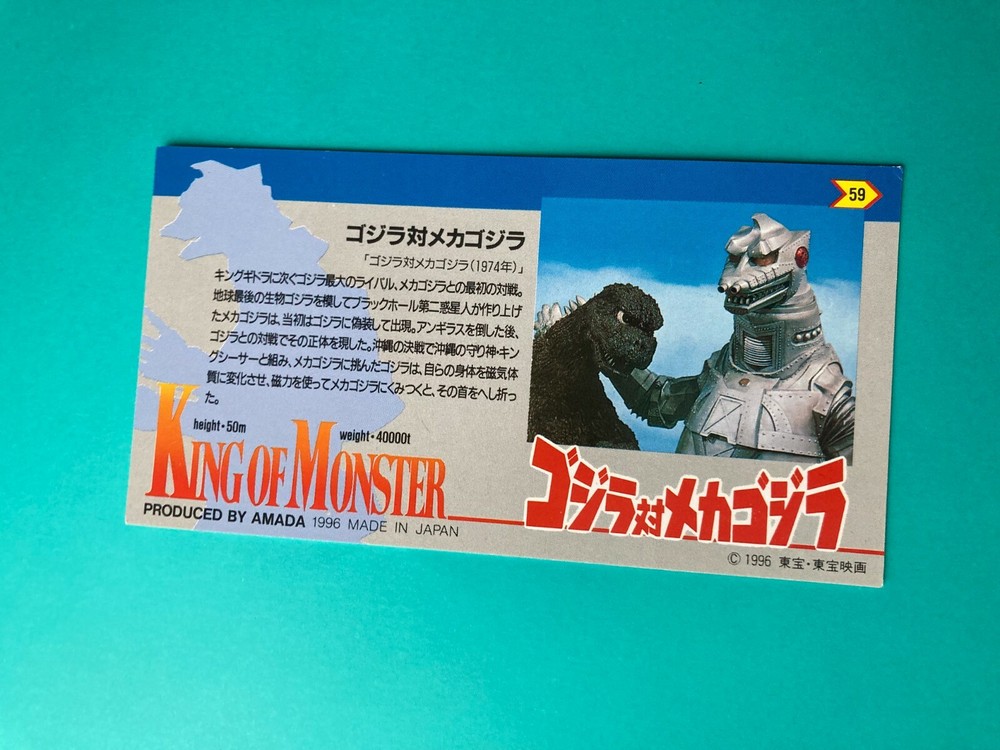 59
ゴジラ対メカゴジラ
「ゴジラ対メカゴジラ(1974年)」
キングギドラに次ぐゴジラ最大のライバル、メカゴジラとの最初の対戦。
地球最後の生物ゴジラを模してブラックホール第二惑星人が作り上げ
たメカゴジラは、当初はゴジラに偽装して出現。アンギラスを倒した後、
ゴジラとの対戦でその正体を現した。沖縄の決戦で沖縄の守り神・キン
グシーサーと組み、メカゴジラに挑んだゴジラは、自らの身体を磁気体
質に変化させ、磁力を使ってメカゴジラにくみつくと、その首をへし折っ
た。
height・50m
weight・40000t
KING OF MONSTER
PRODUCED BY AMADA 1996 MADE IN JAPAN
ゴジラ対メカゴジラ
© 1996 東宝・東宝映画